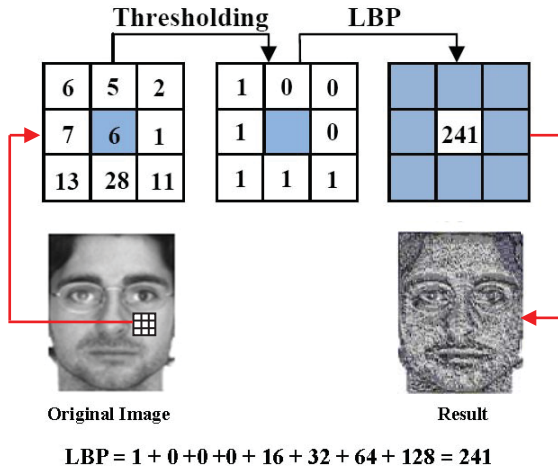 Thresholding LBP
6 5 2 1 0 0
7 6 1 1 0 241
13 28 11 1 1 1
Original Image Result
LBP = 1 + 0 +0 +0 + 16 + 32 + 64 + 128 = 241